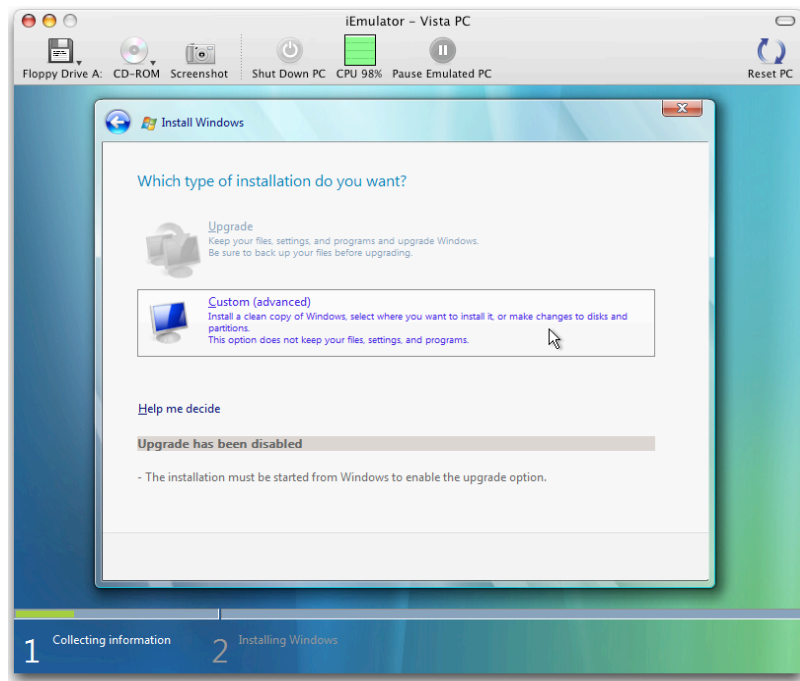 iEmulator – Vista PC
Floppy Drive A: CD-ROM Screenshot Shut Down PC CPU 98% Pause Emulated PC Reset PC
Install Windows
Which type of installation do you want?
Upgrade
Keep your files, settings, and programs and upgrade Windows.
Be sure to back up your files before upgrading.
Custom (advanced)
Install a clean copy of Windows, select where you want to install it, or make changes to disks and
partitions.
This option does not keep your files, settings, and programs.
Help me decide
Upgrade has been disabled
- The installation must be started from Windows to enable the upgrade option.
1 Collecting information 2 Installing Windows